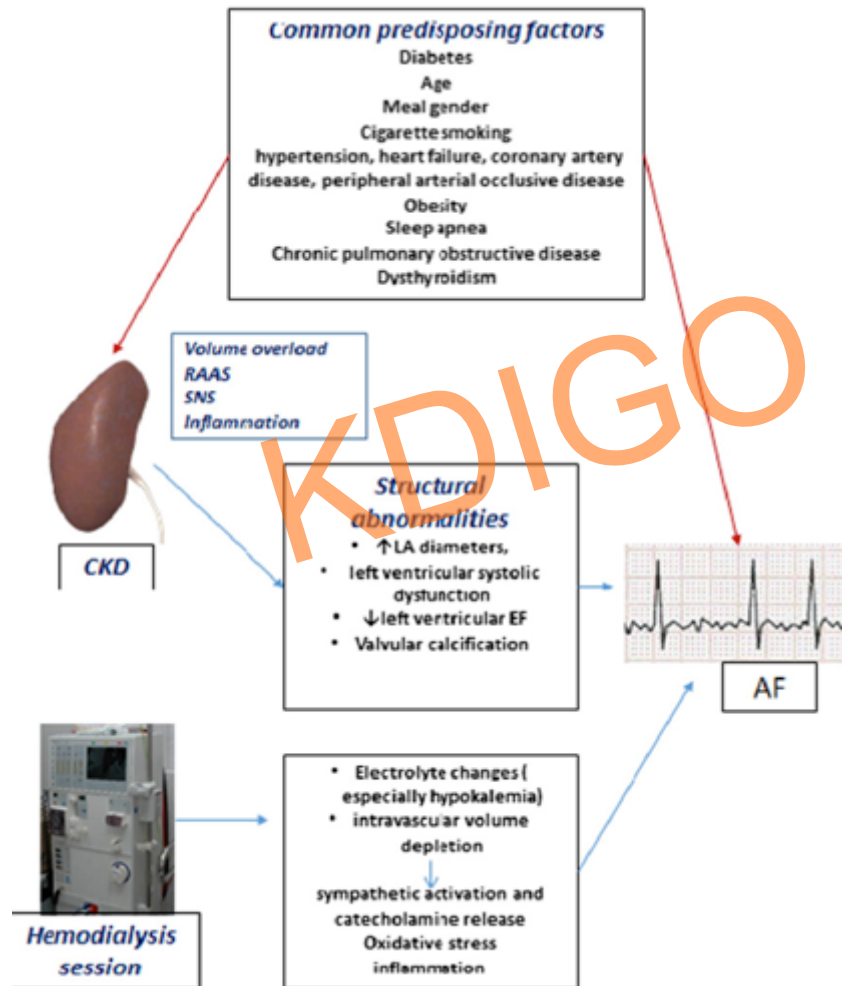 Common predisposing factors
Diabetes
Age
Meal gender
Cigarette smoking
hypertension, heart failure, coronary artery
disease, peripheral arterial occlusive disease
Obesity
Sleep apnea
Chronic pulmonary obstructive disease
Dysthyroidism
Volume overload
RAAS
SNS
Inflammation
KDIGO
CKD
Structural
abnormalities
• ↑LA diameters,
• left ventricular systolic
dysfunction
• ↓left ventricular EF
• Valvular calcification
AF
Hemodialysis
session
• Electrolyte changes (
especially hypokalemia)
• intravascular volume
depletion
sympathetic activation and
catecholamine release
Oxidative stress
inflammation